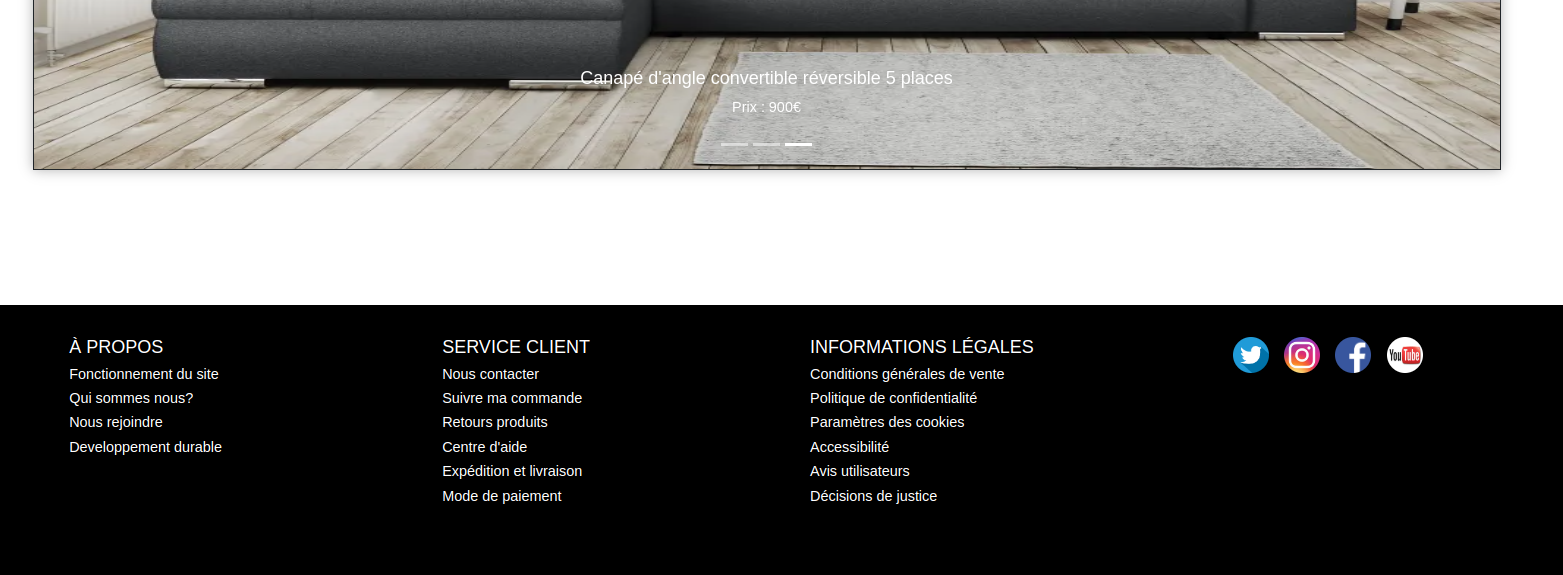 Canapé d'angle convertible réversible 5 places
Prix : 900€
À PROPOS
Fonctionnement du site
Qui sommes nous?
Nous rejoindre
Developpement durable
SERVICE CLIENT
Nous contacter
Suivre ma commande
Retours produits
Centre d'aide
Expédition et livraison
Mode de paiement
INFORMATIONS LÉGALES
Conditions générales de vente
Politique de confidentialité
Paramètres des cookies
Accessibilité
Avis utilisateurs
Décisions de justice
You Tube